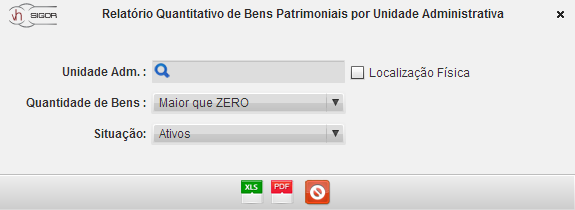 vh SIGOR
Relatório Quantitativo de Bens Patrimoniais por Unidade Administrativa
Unidade Adm. :
Localização Física
Quantidade de Bens :
Maior que ZERO
Situação:
Ativos
XLS
PDF